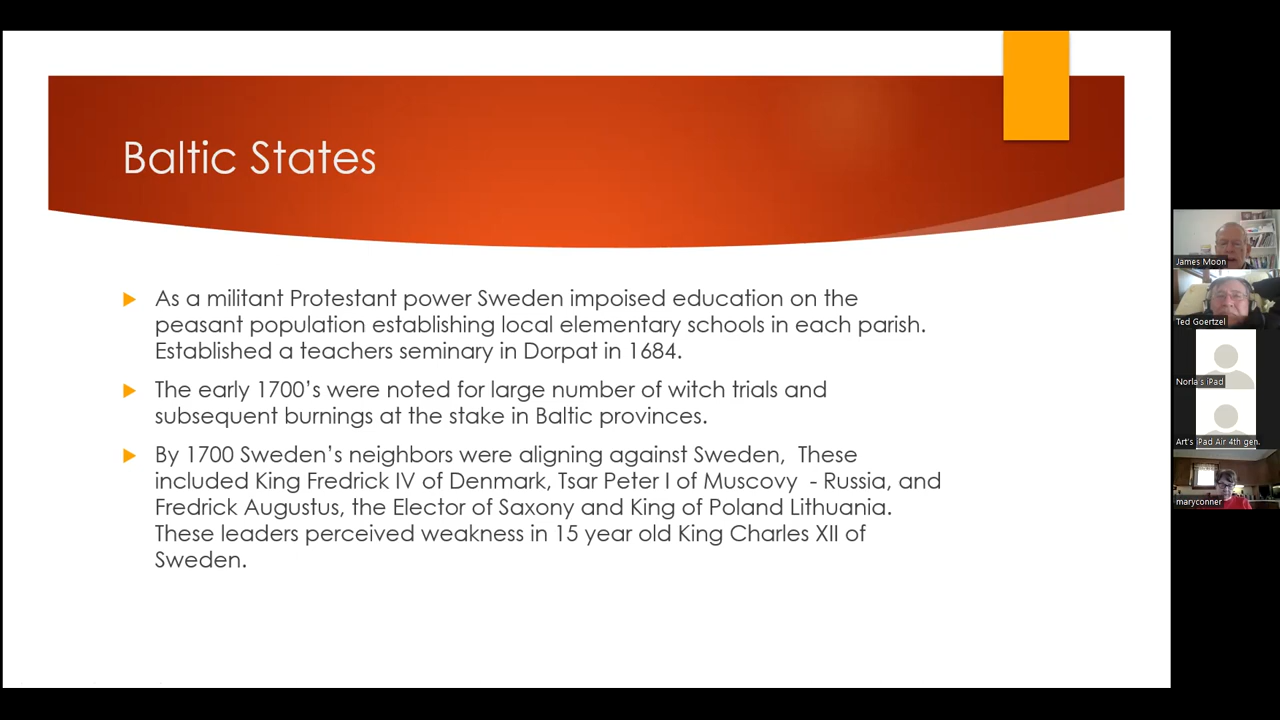 Baltic States
As a militant Protestant power Sweden impoised education on the
peasant population establishing local elementary schools in each parish.
Established a teachers seminary in Dorpat in 1684.
The early 1700's were noted for large number of witch trials and
subsequent burnings at the stake in Baltic provinces.
By 1700 Sweden's neighbors were aligning against Sweden,  These
included King Fredrick IV of Denmark, Tsar Peter I of Muscovy  - Russia, and
Fredrick Augustus, the Elector of Saxony and King of Poland Lithuania.
These leaders perceived weakness in 15 year old King Charles XII of
Sweden.
James Moon
Ted Goertzel
Norla's iPad
Art's iPad Air 4th gen.
maryconner